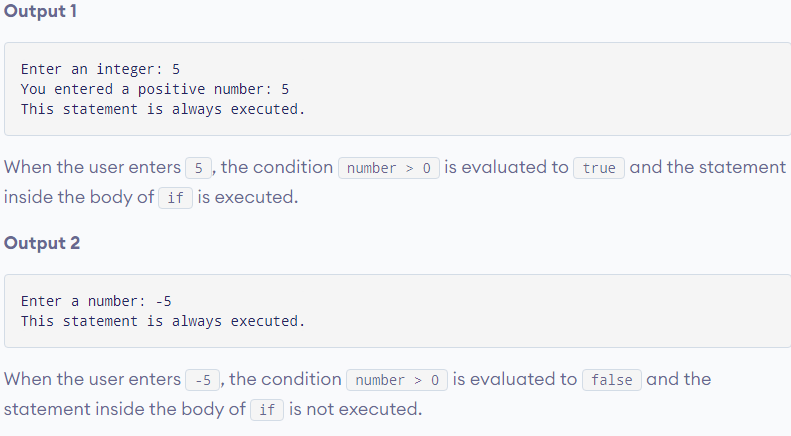 Output 1
Enter an integer: 5
You entered a positive number: 5
This statement is always executed.
When the user enters 5, the condition number > 0 is evaluated to true and the statement
inside the body of if is executed.
Output 2
Enter a number: -5
This statement is always executed.
When the user enters -5, the condition number > 0 is evaluated to false and the
statement inside the body of if is not executed.